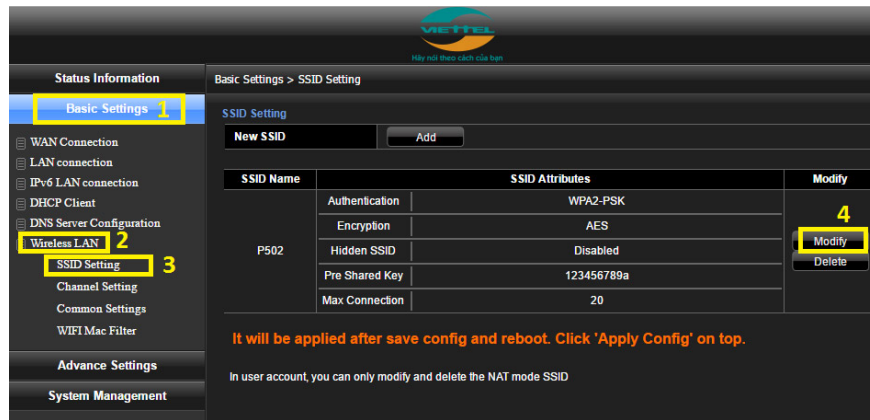 VIETTEL
Hãy nói theo cách của bạn
Status Information
Basic Settings > SSID Setting
Basic Settings 1
SSID Setting
New SSID Add
WAN Connection
LAN connection
IPv6 LAN connection
DHCP Client
DNS Server Configuration
Wireless LAN 2
SSID Setting 3
Channel Setting
Common Settings
WIFI Mac Filter
Advance Settings
System Management
SSID Name SSID Attributes Modify
Authentication WPA2-PSK
Encryption AES 4
P502 Hidden SSID Disabled Modify
Delete
Pre Shared Key 123456789a
Max Connection 20
It will be applied after save config and reboot. Click 'Apply Config' on top.
In user account, you can only modify and delete the NAT mode SSID